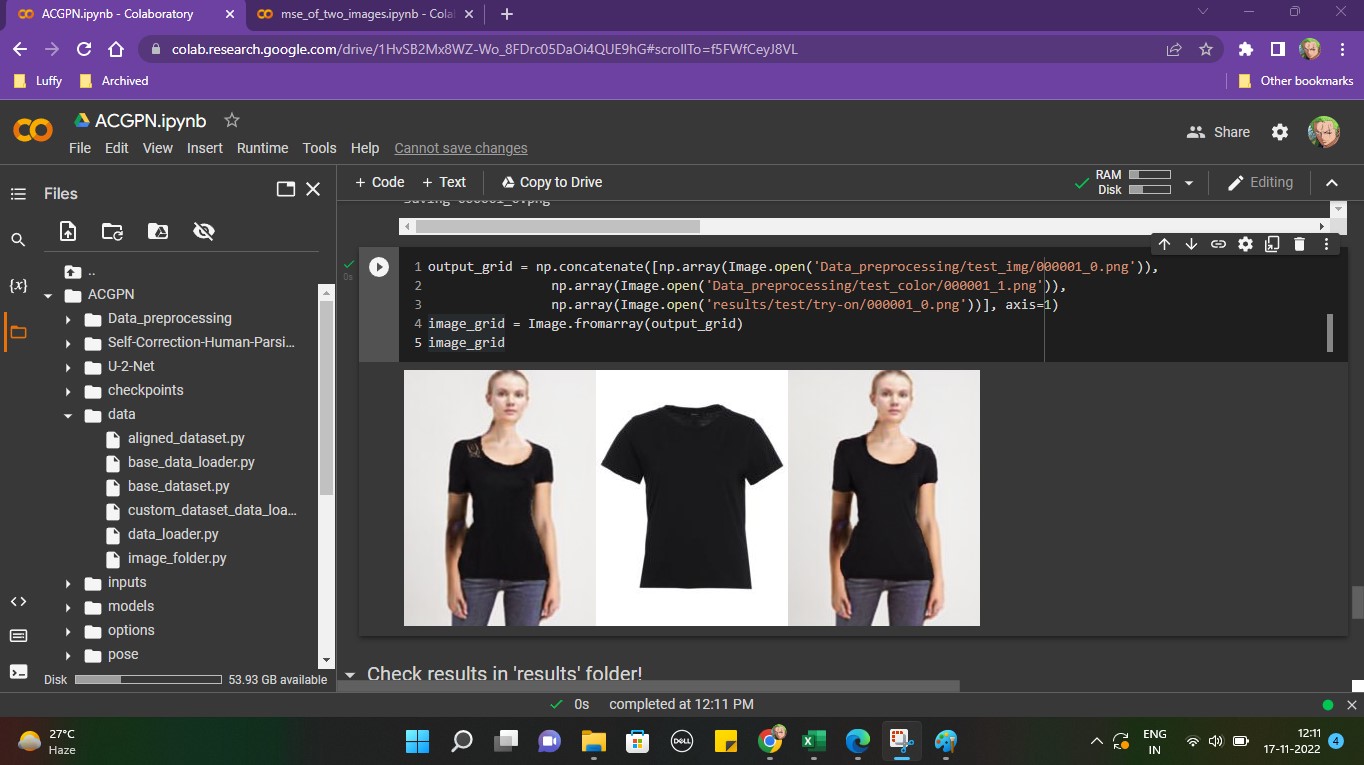 ACGPN.ipynb - Colaboratory
mse_of_two_images.ipynb - Cola
colab.research.google.com/drive/1HvSB2Mx8WZ-Wo_8FDrc05DaOi4QUE9hG#scrollTo=f5FWfCeyJ8VL
Luffy
Archived
Other bookmarks
ACGPN.ipynb
Share
File Edit View Insert Runtime Tools Help Cannot save changes
Files
+ Code + Text
Copy to Drive
RAM
Disk
Editing
{x}
..
ACGPN
Data_preprocessing
Self-Correction-Human-Parsi...
U-2-Net
checkpoints
data
aligned_dataset.py
base_data_loader.py
base_dataset.py
custom_dataset_data_loa...
data_loader.py
image_folder.py
inputs
models
options
pose
Disk
53.93 GB available
Saving 000001_0.png
0s
1 output_grid = np.concatenate([np.array(Image.open('Data_preprocessing/test_img/000001_0.png')),
2 np.array(Image.open('Data_preprocessing/test_color/000001_1.png')),
3 np.array(Image.open('results/test/try-on/000001_0.png'))], axis=1)
4 image_grid = Image.fromarray(output_grid)
5 image_grid
Check results in 'results' folder!
0s completed at 12:11 PM
27°C
Haze
DELL
ENG
IN
12:11
17-11-2022
4